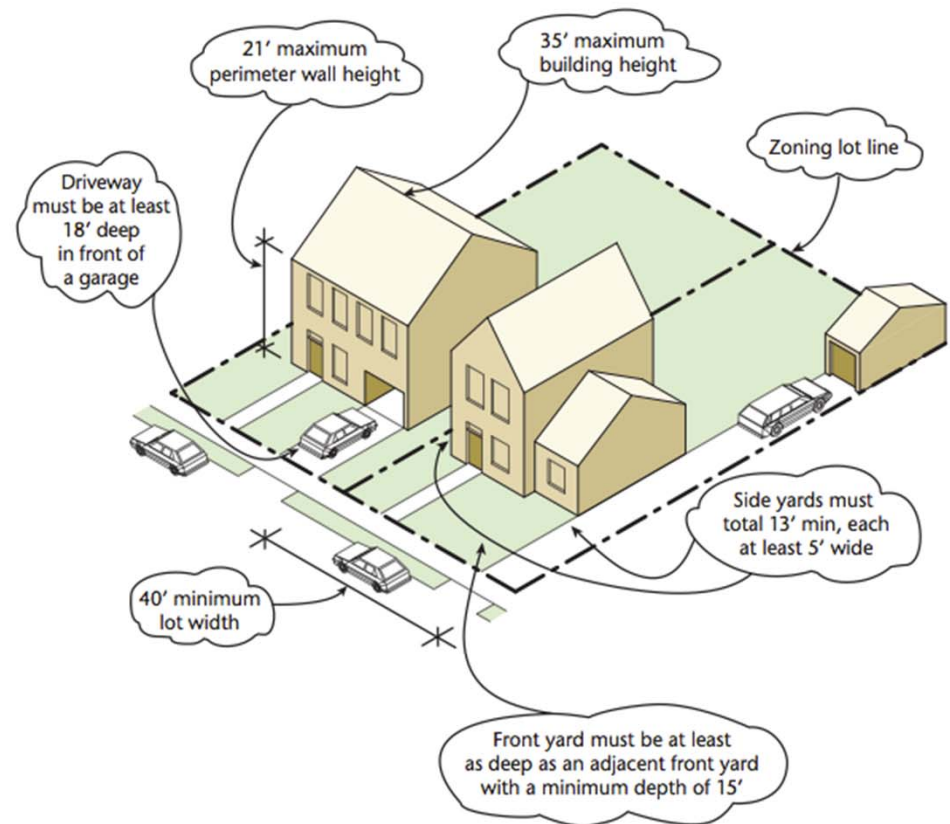 21′ maximum
perimeter wall height
35′ maximum
building height
Zoning lot line
Driveway
must be at least
18′ deep
in front of
a garage
Side yards must
total 13′ min, each
at least 5′ wide
40′ minimum
lot width
Front yard must be at least
as deep as an adjacent front yard
with a minimum depth of 15′